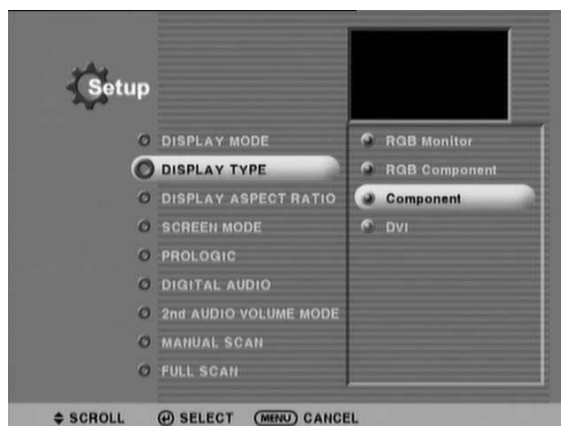 Setup
DISPLAY MODE
DISPLAY TYPE
DISPLAY ASPECT RATIO
SCREEN MODE
PROLOGIC
DIGITAL AUDIO
2nd AUDIO VOLUME MODE
MANUAL SCAN
FULL SCAN
RGB Monitor
RGB Component
Component
DVI
SCROLL SELECT MENU CANCEL